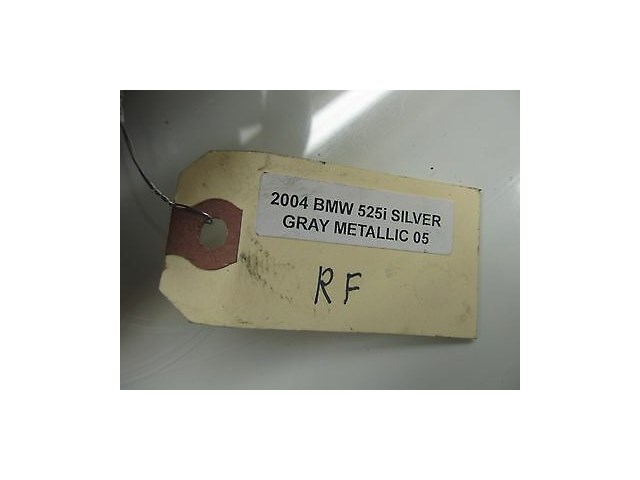 2004 BMW 525i SILVER
GRAY METALLIC 05
RF